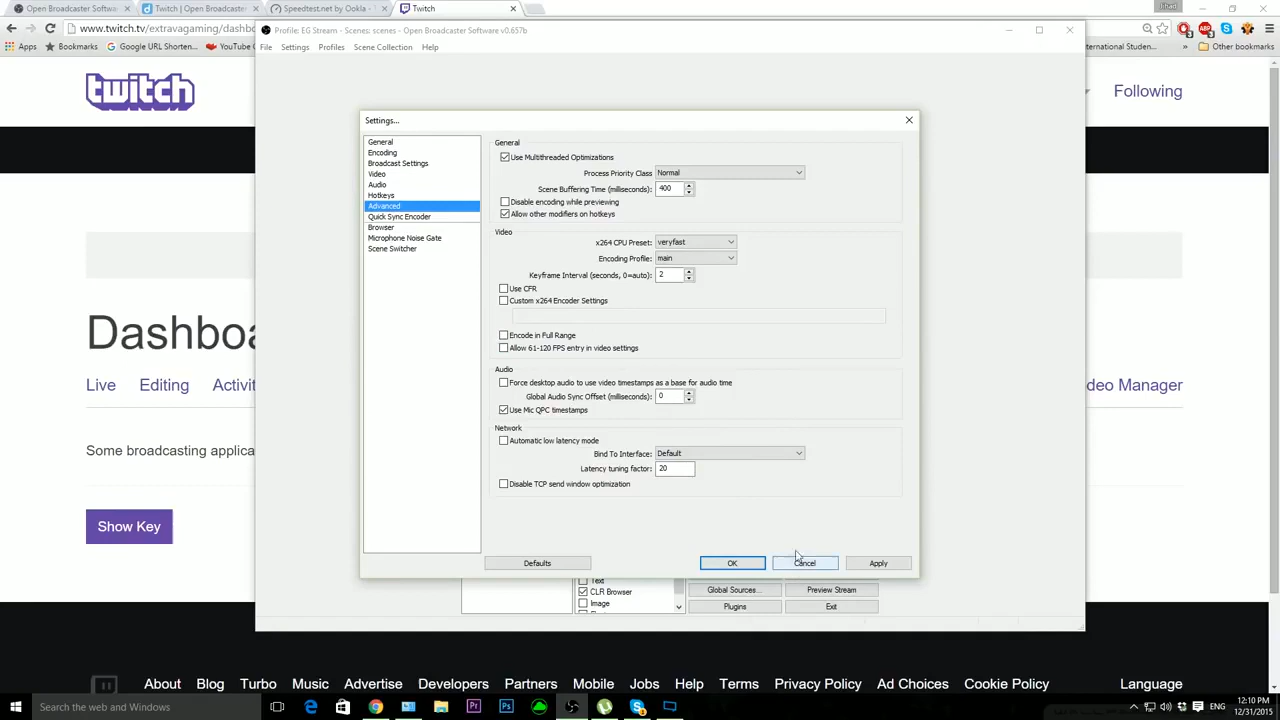 Open Broadcaster Softwa
Twitch | Open Broadcaster
Speedtest.net by Ookla - T
Twitch
Jihad
www.twitch.tv/extravagaming/dashbo
Apps
Bookmarks
Google URL Shorten...
YouTube
nternational Studen...
Other bookmarks
Profile: EG Stream - Scenes: scenes - Open Broadcaster Software v0.657b
File
Settings
Profiles
Scene Collection
Help
twitch
Following
Dashboa
Live
Editing
Activit
deo Manager
Some broadcasting applica
Show Key
Settings...
General
Encoding
Broadcast Settings
Video
Audio
Hotkeys
Advanced
Quick Sync Encoder
Browser
Microphone Noise Gate
Scene Switcher
General
Use Multithreaded Optimizations
Process Priority Class
Normal
Scene Buffering Time (milliseconds):
400
Disable encoding while previewing
Allow other modifiers on hotkeys
Video
x264 CPU Preset:
veryfast
Encoding Profile:
main
Keyframe Interval (seconds, 0=auto):
2
Use CFR
Custom x264 Encoder Settings
Encode in Full Range
Allow 61-120 FPS entry in video settings
Audio
Force desktop audio to use video timestamps as a base for audio time
Global Audio Sync Offset (milliseconds):
0
Use Mic QPC timestamps
Network
Automatic low latency mode
Bind To Interface:
Default
Latency tuning factor:
20
Disable TCP send window optimization
Defaults
OK
Cancel
Apply
Text
CLR Browser
Image
Global Sources...
Preview Stream
Plugins
Exit
About
Blog
Turbo
Music
Advertise
Developers
Partners
Mobile
Jobs
Help
Terms
Privacy Policy
Ad Choices
Cookie Policy
Language
Search the web and Windows
ENG
12:10 PM
12/31/2015